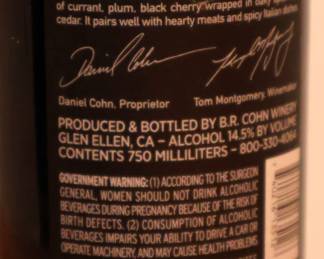 of currant, plum, black cherry wrapped in oaky
cedar. It pairs well with hearty meats and spicy Italian dishes
Daniel Cohn
Daniel Cohn, Proprietor Tom Montgomery, Winemaker
PRODUCED & BOTTLED BY B.R. COHN WINERY
GLEN ELLEN, CA – ALCOHOL 14.5% BY VOLUME
CONTENTS 750 MILLILITERS – 800-330-4064
GOVERNMENT WARNING: (1) ACCORDING TO THE SURGEON
GENERAL, WOMEN SHOULD NOT DRINK ALCOHOLIC
BEVERAGES DURING PREGNANCY BECAUSE OF THE RISK OF
BIRTH DEFECTS. (2) CONSUMPTION OF ALCOHOLIC
BEVERAGES IMPAIRS YOUR ABILITY TO DRIVE A CAR OR
OPERATE MACHINERY, AND MAY CAUSE HEALTH PROBLEMS